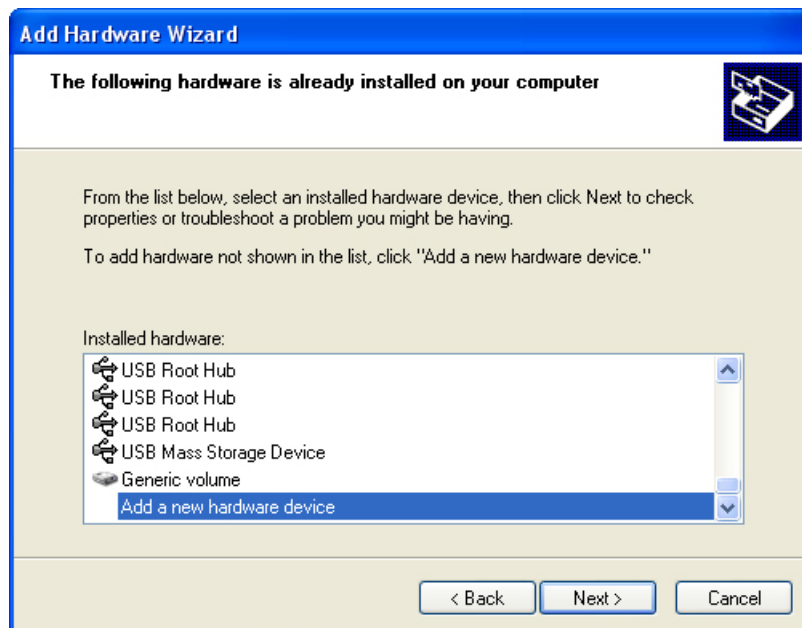 Add Hardware Wizard
The following hardware is already installed on your computer
From the list below, select an installed hardware device, then click Next to check
properties or troubleshoot a problem you might be having.
To add hardware not shown in the list, click "Add a new hardware device."
Installed hardware:
USB Root Hub
USB Root Hub
USB Root Hub
USB Mass Storage Device
Generic volume
Add a new hardware device
< Back Next > Cancel